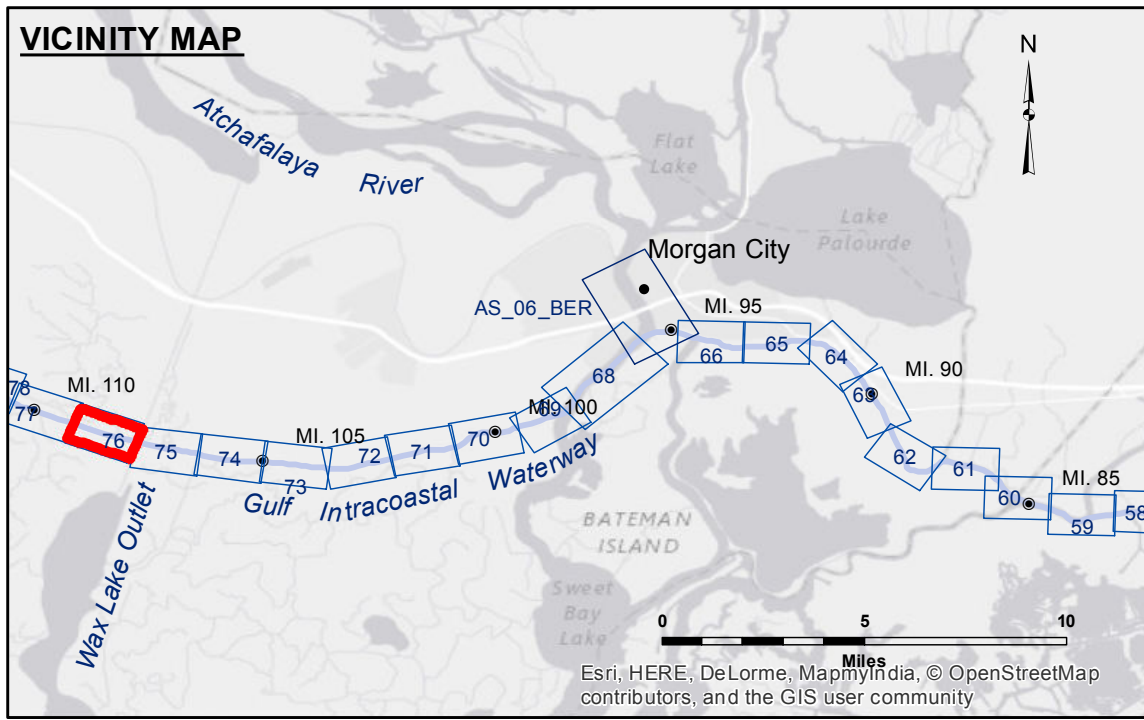 VICINITY MAP
N
Atchafalaya
River
Flat
Lake
Lake
Palourde
Morgan City
AS_06_BER
MI. 95
66
65
64
MI. 90
63
68
78
MI. 110
77
76
75
74
MI. 105
73
72
71
70
69
MI. 100
62
61
60
MI. 85
59
58
Gulf
Intracoastal
Waterway
Wax Lake Outlet
BATEMAN
ISLAND
Sweet
Bay
Lake
0 5 10
Miles
Esri, HERE, DeLorme, MapmyIndia, © OpenStreetMap
contributors, and the GIS user community